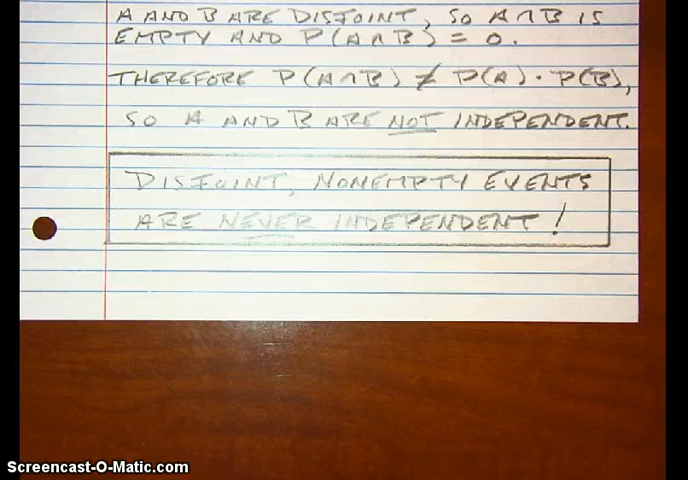 A AND B ARE DISJOINT, SO A∩B IS
EMPTY AND P(A∩B) = 0.
THEREFORE P(A∩B) ≠ P(A)·P(B),
SO A AND B ARE NOT INDEPENDENT.
DISJOINT, NONEMPTY EVENTS
ARE NEVER INDEPENDENT!
Screencast-O-Matic.com